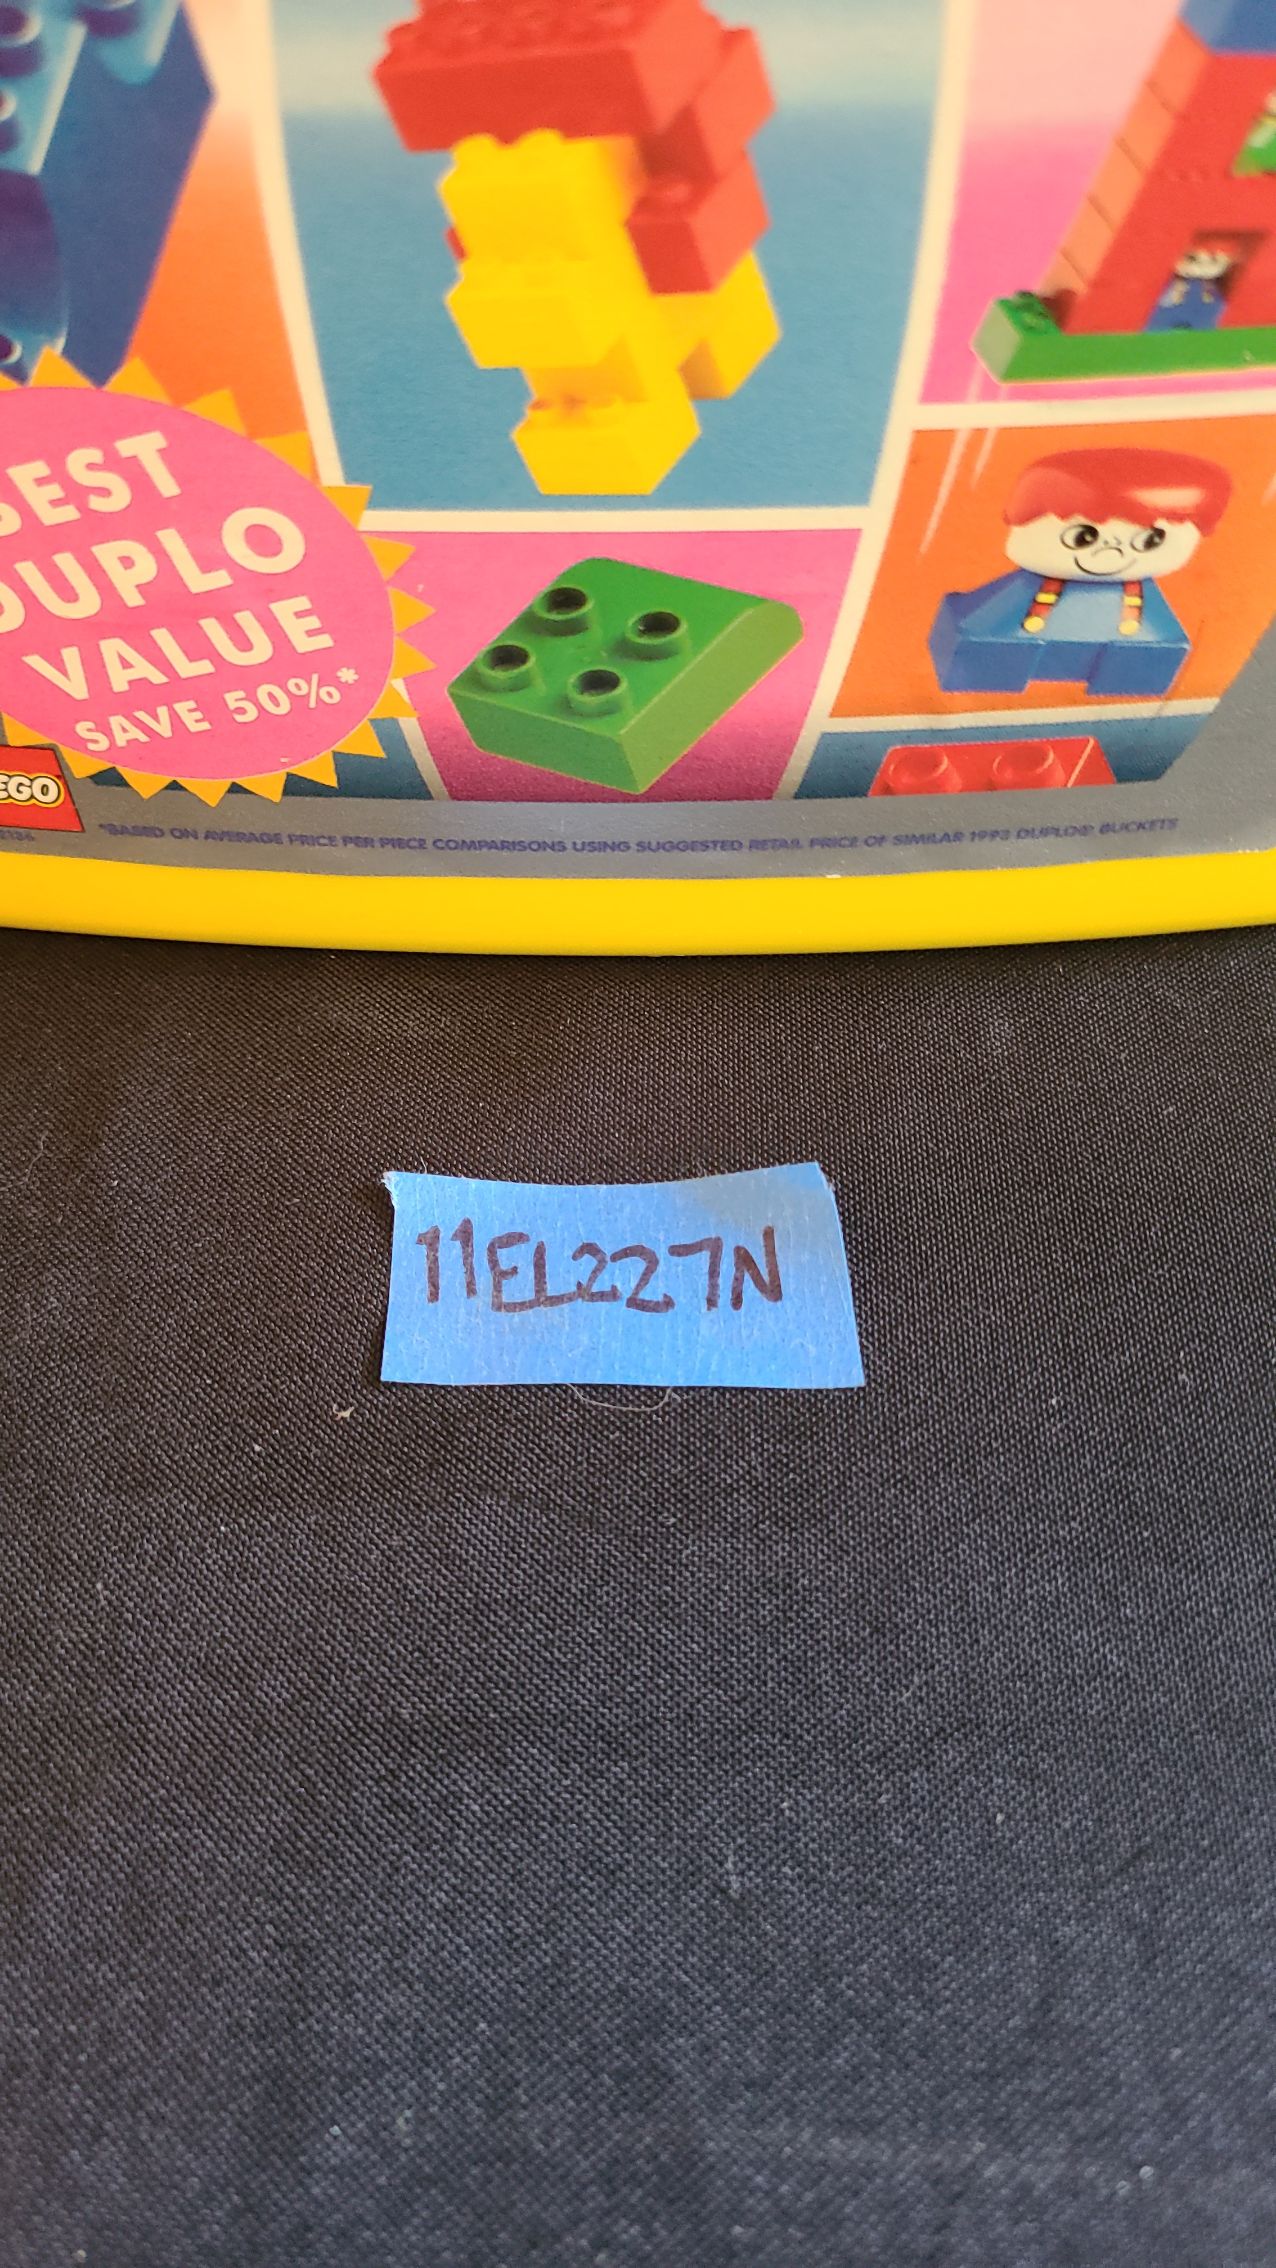 BEST
DUPLO
VALUE
SAVE 50%*
LEGO
*BASED ON AVERAGE PRICE PER PIECE COMPARISONS USING SUGGESTED RETAIL PRICE OF SIMILAR 1993 DUPLO® BUCKETS
11EL227N